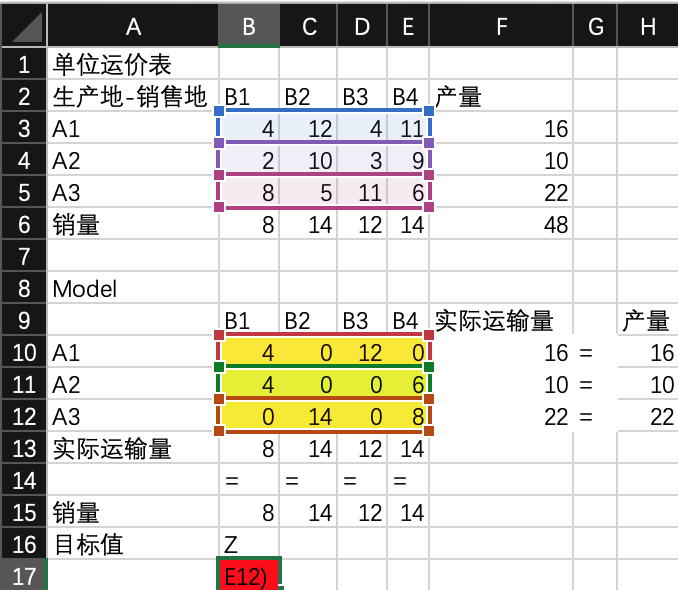 A B C D E F G H
1 单位运价表
2 生产地-销售地 B1 B2 B3 B4 产量
3 A1 4 12 4 11 16
4 A2 2 10 3 9 10
5 A3 8 5 11 6 22
6 销量 8 14 12 14 48
7
8 Model
9 B1 B2 B3 B4 实际运输量 产量
10 A1 4 0 12 0 16 = 16
11 A2 4 0 0 6 10 = 10
12 A3 0 14 0 8 22 = 22
13 实际运输量 8 14 12 14
14 = = = =
15 销量 8 14 12 14
16 目标值 Z
17 E12)